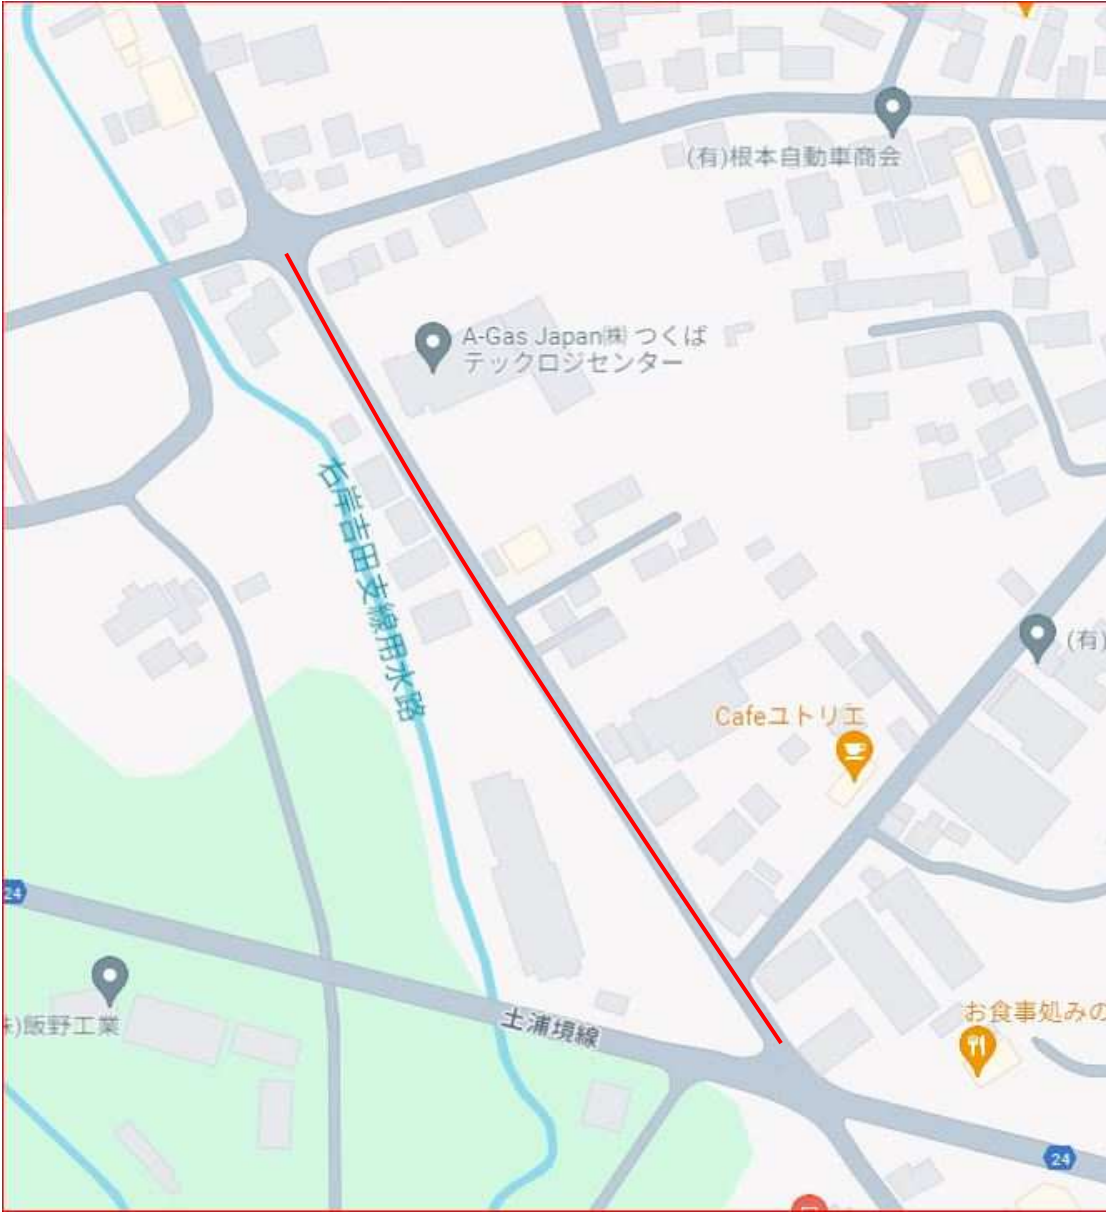 (有)根本自動車商会
A-Gas Japan㈱ つくば
テックロジセンター
右岸吉田支線用水路
(有)
Cafeユトリエ
24
株)飯野工業
土浦境線
お食事処みの
24